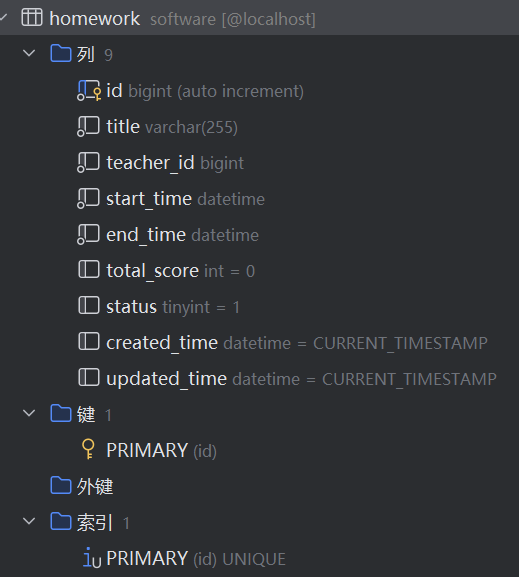 homework software [@localhost]
列 9
id bigint (auto increment)
title varchar(255)
teacher_id bigint
start_time datetime
end_time datetime
total_score int = 0
status tinyint = 1
created_time datetime = CURRENT_TIMESTAMP
updated_time datetime = CURRENT_TIMESTAMP
键 1
PRIMARY (id)
外键
索引 1
PRIMARY (id) UNIQUE